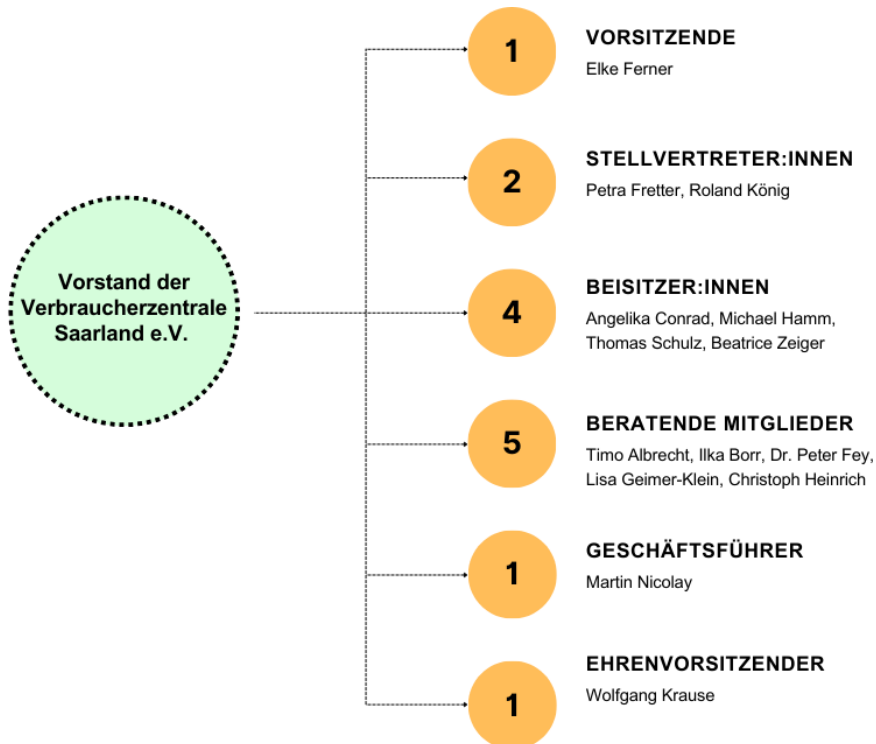 Vorstand der
Verbraucherzentrale
Saarland e.V.
1
VORSITZENDE
Elke Ferner
2
STELLVERTRETER:INNEN
Petra Fretter, Roland König
4
BEISITZER:INNEN
Angelika Conrad, Michael Hamm,
Thomas Schulz, Beatrice Zeiger
5
BERATENDE MITGLIEDER
Timo Albrecht, Ilka Borr, Dr. Peter Fey,
Lisa Geimer-Klein, Christoph Heinrich
1
GESCHÄFTSFÜHRER
Martin Nicolay
1
EHRENVORSITZENDER
Wolfgang Krause